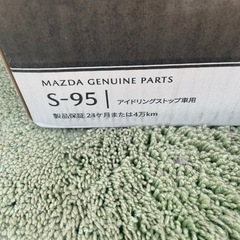 MAZDA GENUINE PARTS
S-95 | アイドリングストップ車用
製品保証 24ヶ月または4万km